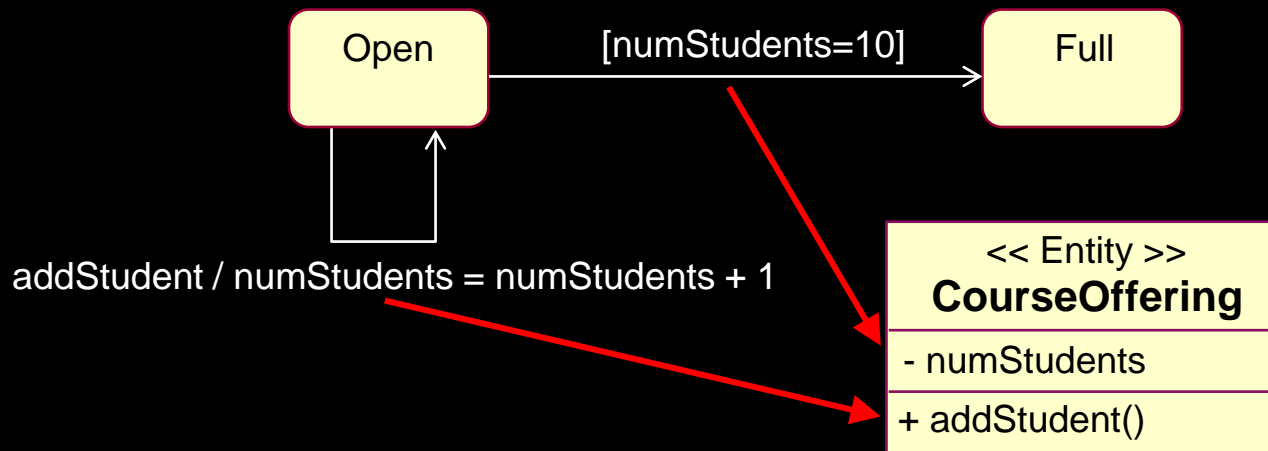 Open
[numStudents=10]
Full
addStudent / numStudents = numStudents + 1
<< Entity >>
CourseOffering
- numStudents
+ addStudent()